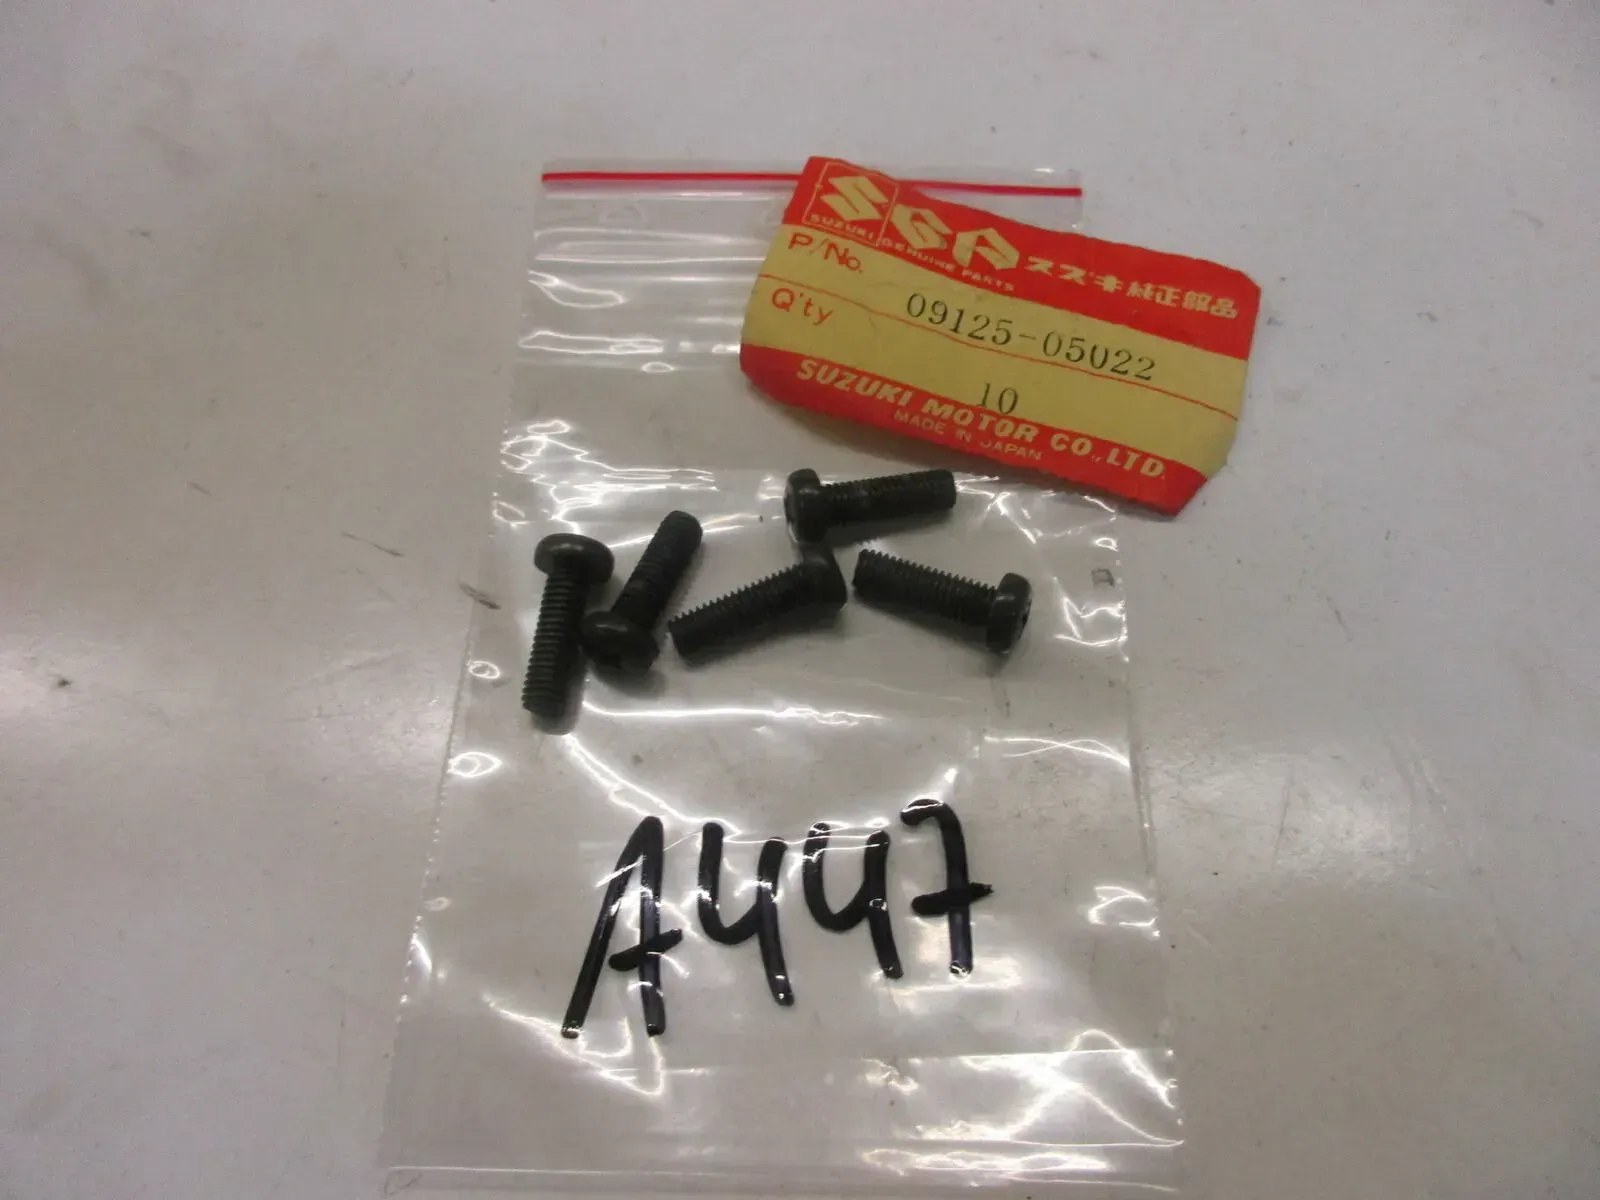 SGP スズキ純正部品
SUZUKI GENUINE PARTS
P/No. 09125-05022
Q'ty 10
SUZUKI MOTOR CO.,LTD.
MADE IN JAPAN
A447